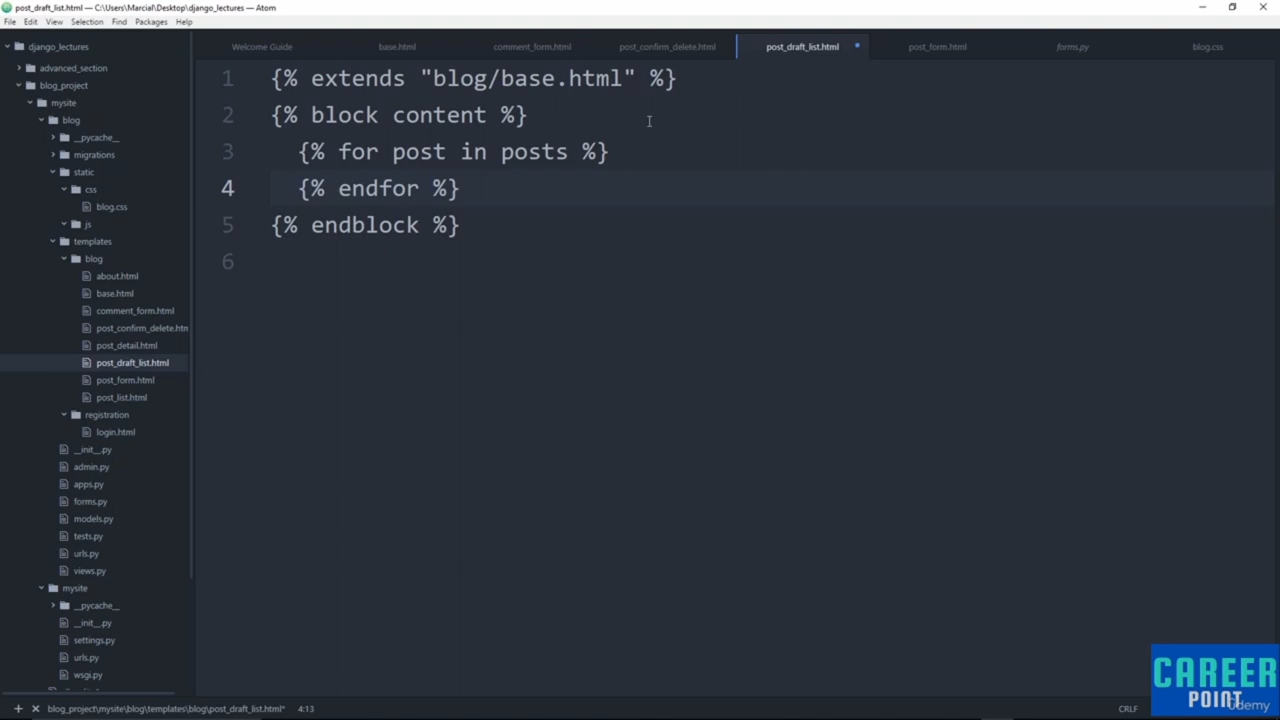 post_draft_list.html — C:\Users\Marcial\Desktop\django_lectures — Atom
File Edit View Selection Find Packages Help
django_lectures
Welcome Guide
base.html
comment_form.html
post_confirm_delete.html
post_draft_list.html
post_form.html
forms.py
blog.css
advanced_section
blog_project
mysite
blog
__pycache__
migrations
static
css
blog.css
js
templates
blog
about.html
base.html
comment_form.html
post_confirm_delete.htm
post_detail.html
post_draft_list.html
post_form.html
post_list.html
registration
login.html
__init__.py
admin.py
apps.py
forms.py
models.py
tests.py
urls.py
views.py
mysite
__pycache__
__init__.py
settings.py
urls.py
wsgi.py
1 {% extends "blog/base.html" %}
2 {% block content %}
3 {% for post in posts %}
4 {% endfor %}
5 {% endblock %}
6
blog_project\mysite\blog\templates\blog\post_draft_list.html* 4:13
CRLF
CAREER
POINT
Udemy